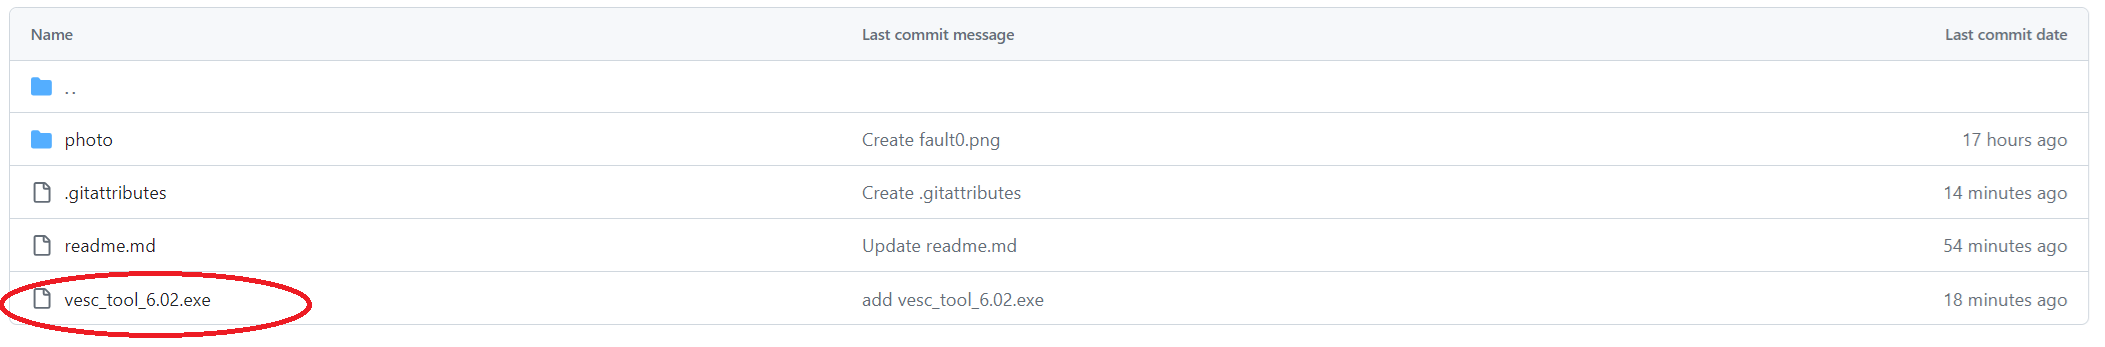 Name Last commit message Last commit date
..
photo Create fault0.png 17 hours ago
.gitattributes Create .gitattributes 14 minutes ago
readme.md Update readme.md 54 minutes ago
vesc_tool_6.02.exe add vesc_tool_6.02.exe 18 minutes ago